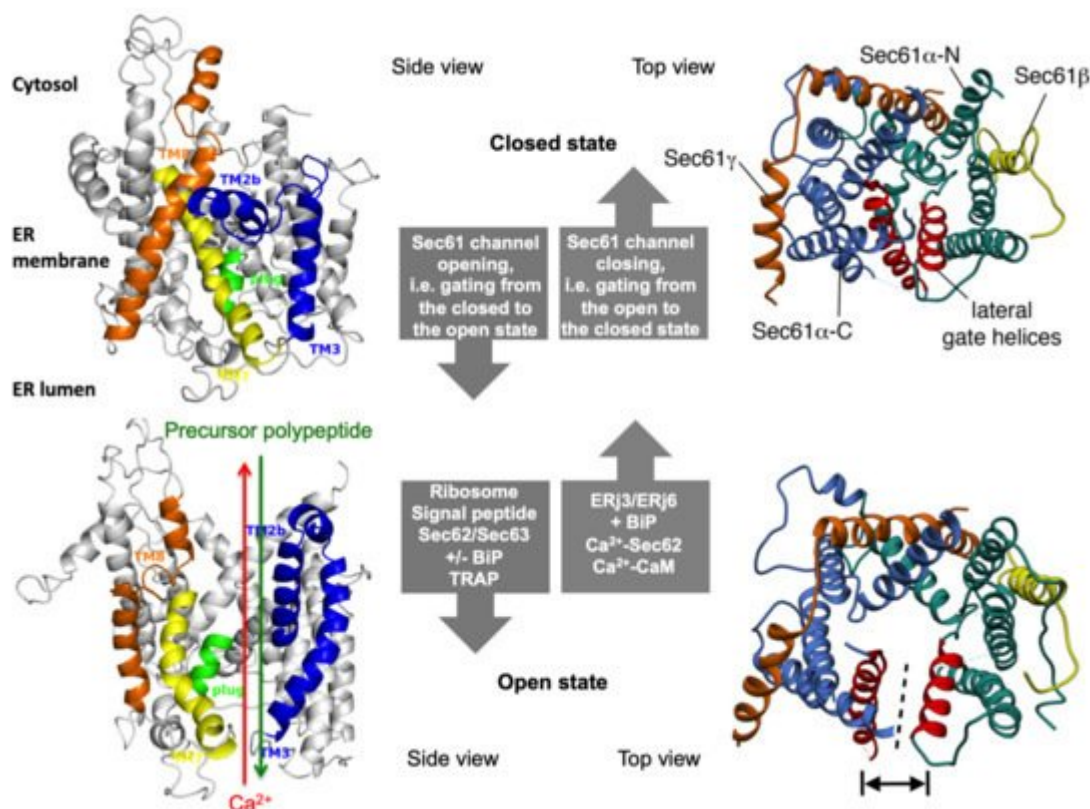 Cytosol
ER
membrane
ER lumen
Side view
Top view
Closed state
TM2b
TM3
Sec61α-N
Sec61β
Sec61γ
Sec61α-C
lateral
gate helices
Sec61 channel
opening,
i.e. gating from
the closed to
the open state
Sec61 channel
closing,
i.e. gating from
the open to
the closed state
Precursor polypeptide
TM2b
TM8
plug
TM3
Ca²⁺
Ribosome
Signal peptide
Sec62/Sec63
+/- BiP
TRAP
ERj3/ERj6
+ BiP
Ca²⁺-Sec62
Ca²⁺-CaM
Open state
Side view
Top view